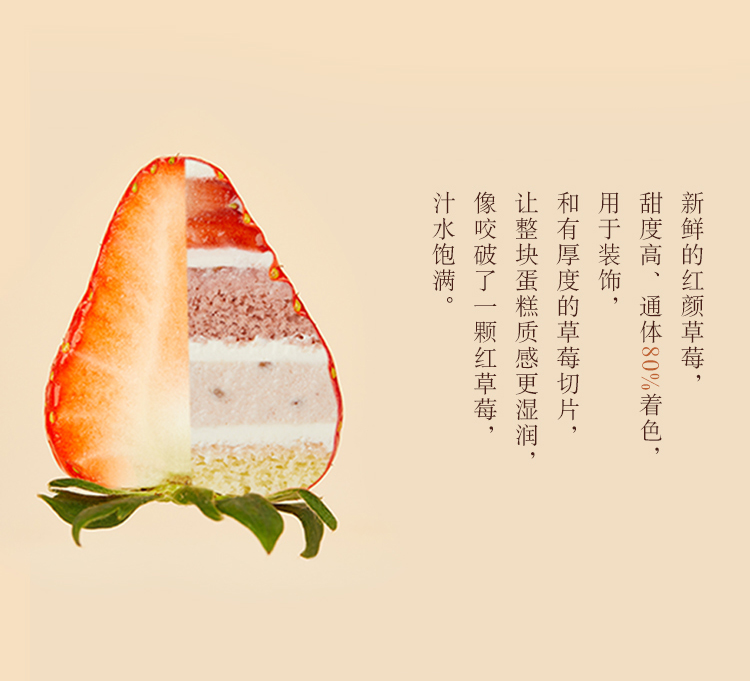 新鲜的红颜草莓，
甜度高、通体80%着色，
用于装饰，
和有厚度的草莓切片，
让整块蛋糕质感更湿润，
像咬破了一颗红草莓，
汁水饱满。